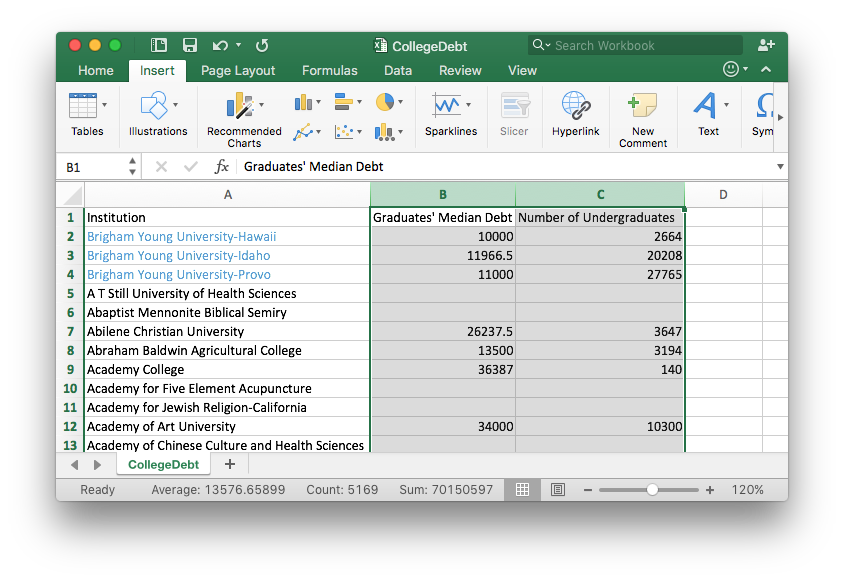 CollegeDebt
Search Workbook
Home Insert Page Layout Formulas Data Review View
Tables Illustrations Recommended Charts Sparklines Slicer Hyperlink New Comment Text Sym
B1 fx Graduates' Median Debt
A B C D
1 Institution Graduates' Median Debt Number of Undergraduates
2 Brigham Young University-Hawaii 10000 2664
3 Brigham Young University-Idaho 11966.5 20208
4 Brigham Young University-Provo 11000 27765
5 A T Still University of Health Sciences
6 Abaptist Mennonite Biblical Semiry
7 Abilene Christian University 26237.5 3647
8 Abraham Baldwin Agricultural College 13500 3194
9 Academy College 36387 140
10 Academy for Five Element Acupuncture
11 Academy for Jewish Religion-California
12 Academy of Art University 34000 10300
13 Academy of Chinese Culture and Health Sciences
CollegeDebt +
Ready Average: 13576.65899 Count: 5169 Sum: 70150597 − + 120%